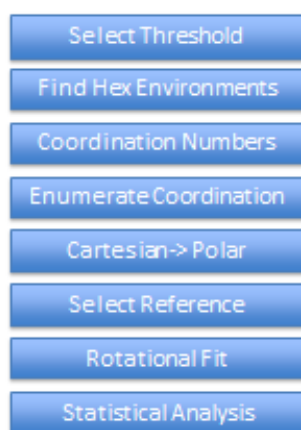 Select Threshold
Find Hex Environments
Coordination Numbers
Enumerate Coordination
Cartesian-> Polar
Select Reference
Rotational Fit
Statistical Analysis